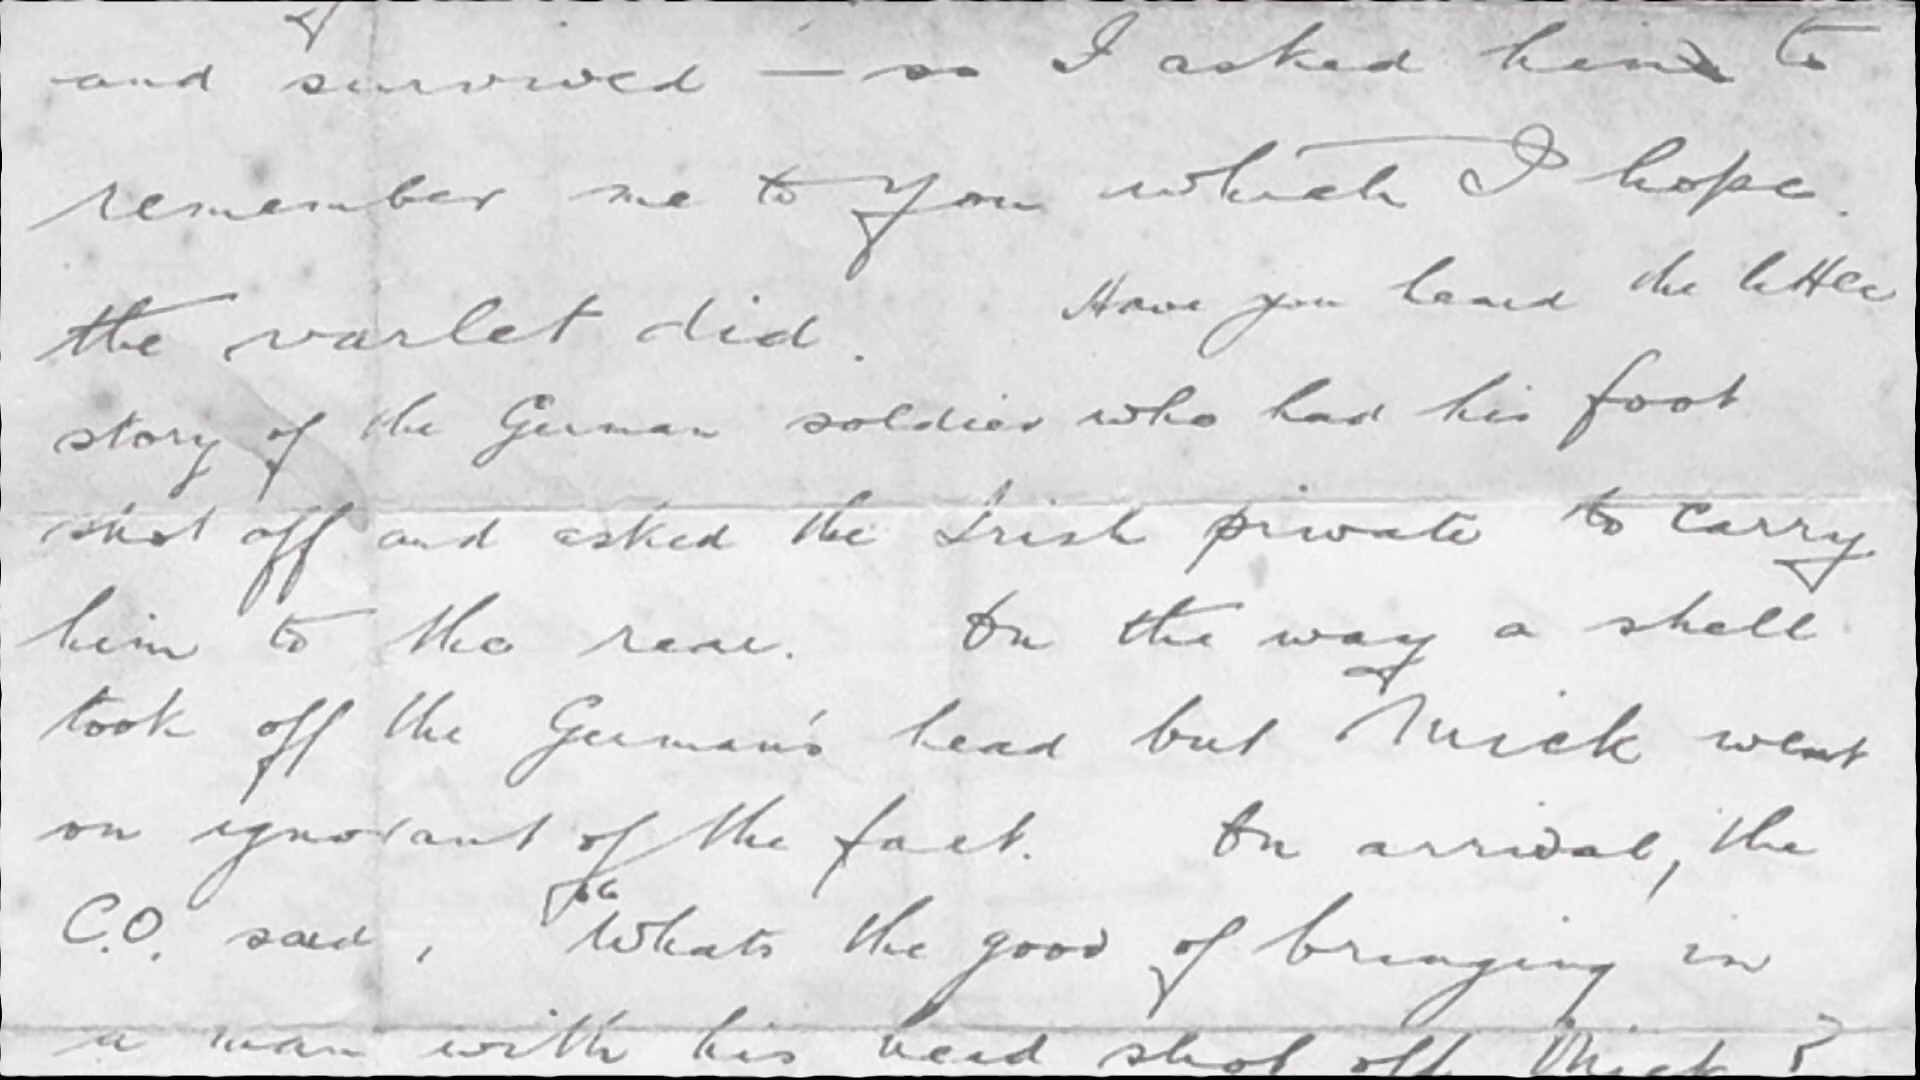 and survived — so I asked him to
remember me to you which I hope
the varlet did. Have you heard the latter
story of the German soldier who had his foot
shot off and asked the Irish private to carry
him to the rear. On the way a shell
took off the German's head but Mick went
on ignorant of the fact. On arrival, the
C.O. said, "Whats the good of bringing in
a man with his head shot off Mick?